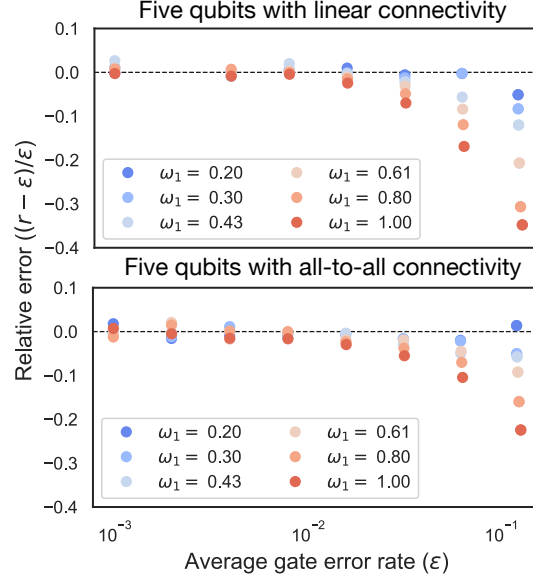 Five qubits with linear connectivity
0.1
0.0
−0.1
−0.2
−0.3
−0.4
ω₁ = 0.20
ω₁ = 0.30
ω₁ = 0.43
ω₁ = 0.61
ω₁ = 0.80
ω₁ = 1.00
Relative error ((r − ε)/ε)
Five qubits with all-to-all connectivity
0.1
0.0
−0.1
−0.2
−0.3
−0.4
ω₁ = 0.20
ω₁ = 0.30
ω₁ = 0.43
ω₁ = 0.61
ω₁ = 0.80
ω₁ = 1.00
10⁻³
10⁻²
10⁻¹
Average gate error rate (ε)